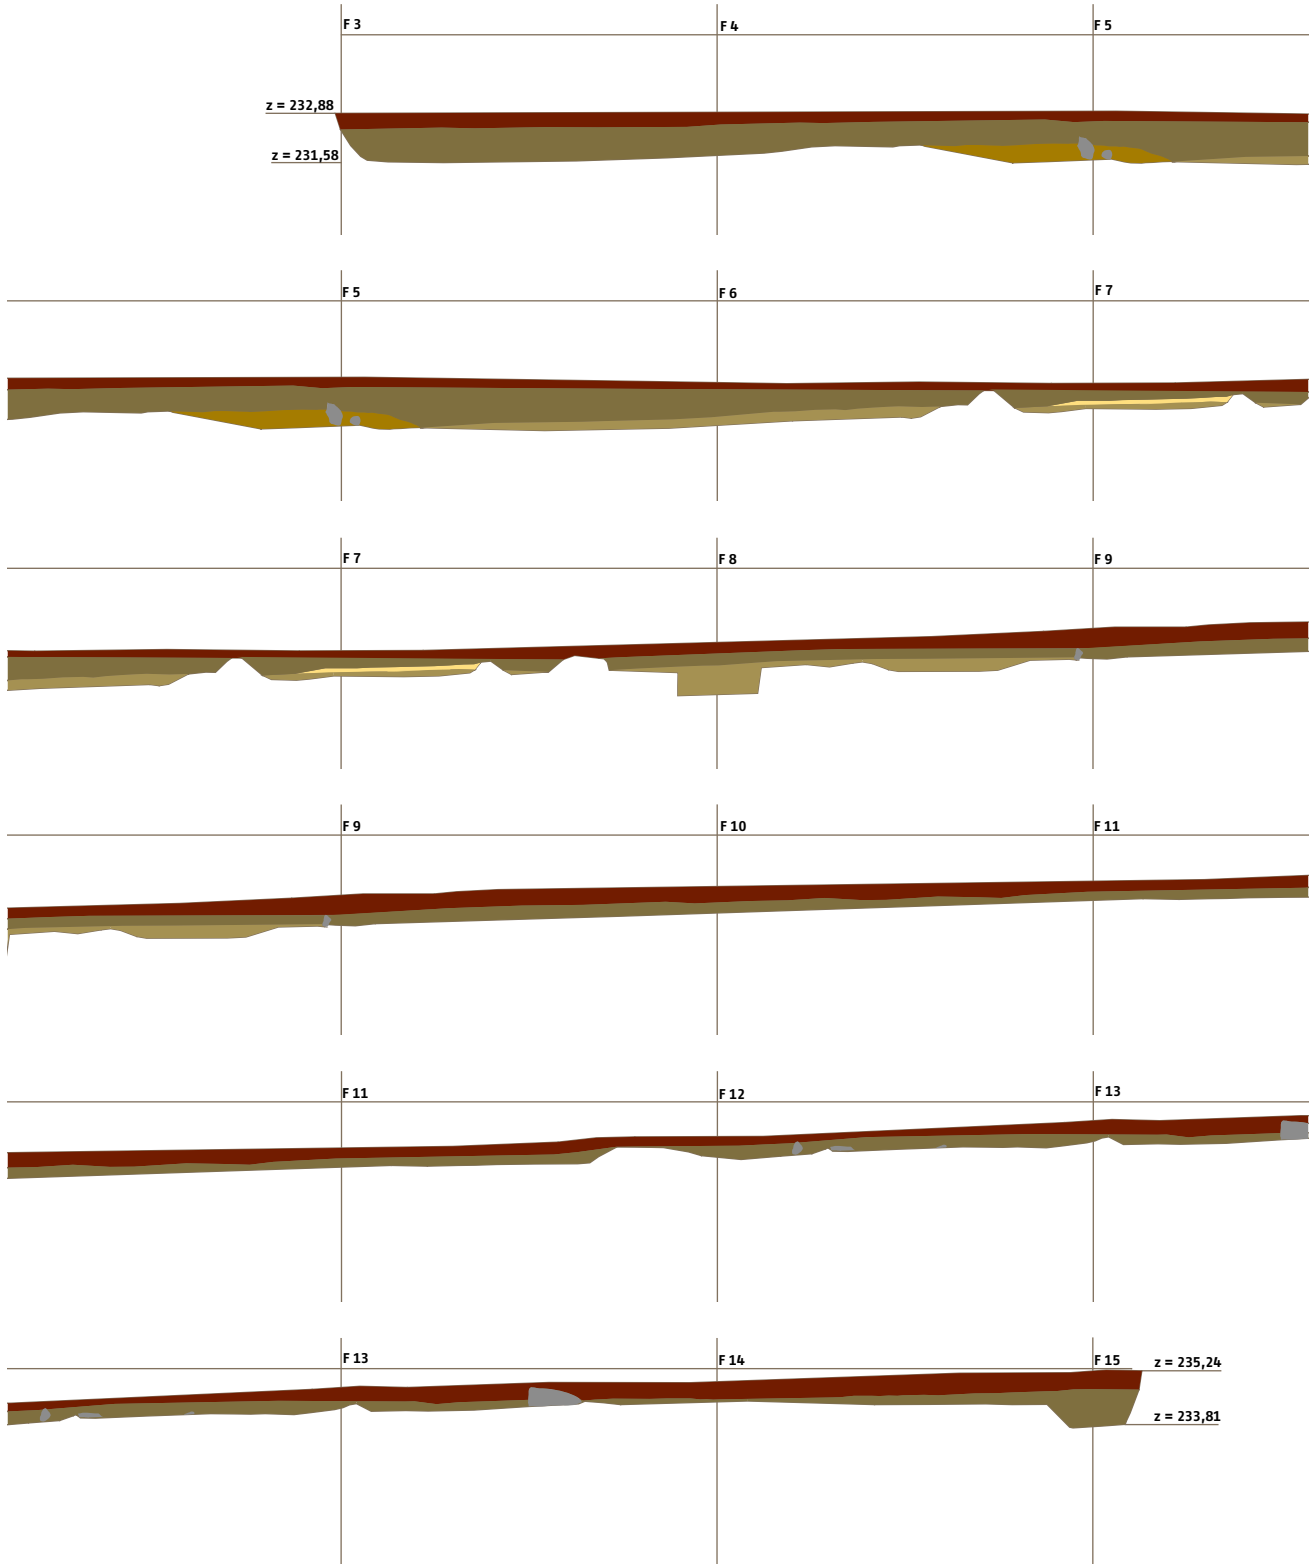 F 3
F 4
F 5
z = 232,88
z = 231,58
F 5
F 6
F 7
F 7
F 8
F 9
F 9
F 10
F 11
F 11
F 12
F 13
F 13
F 14
F 15
z = 235,24
z = 233,81